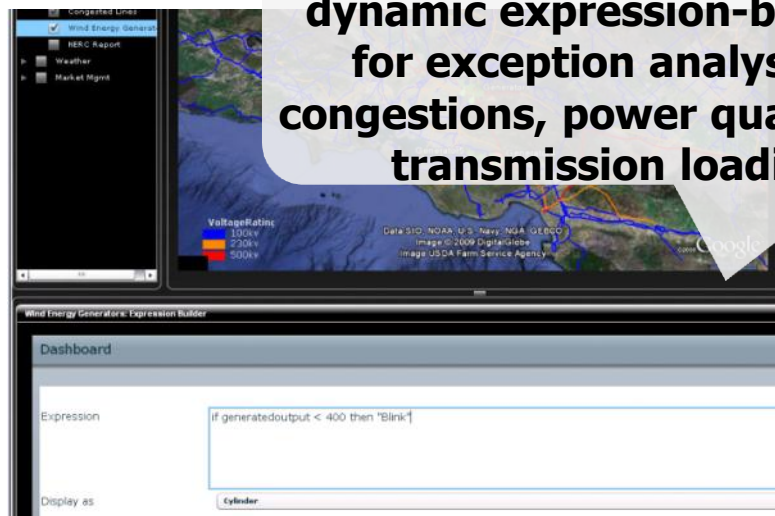 dynamic expression-b
for exception analys
congestions, power qua
transmission loadi
Congested Lines
Wind Energy Generat
NERC Report
Weather
Market Mgmt
VoltageRating
100kv
230kv
500kv
Data SIO, NOAA, U.S. Navy, NGA, GEBCO
Image © 2009 DigitalGlobe
Image USDA Farm Service Agency
Google
Wind Energy Generators: Expression Builder
Dashboard
Expression
if generatedoutput < 400 then "Blink"
Display as
Cylinder